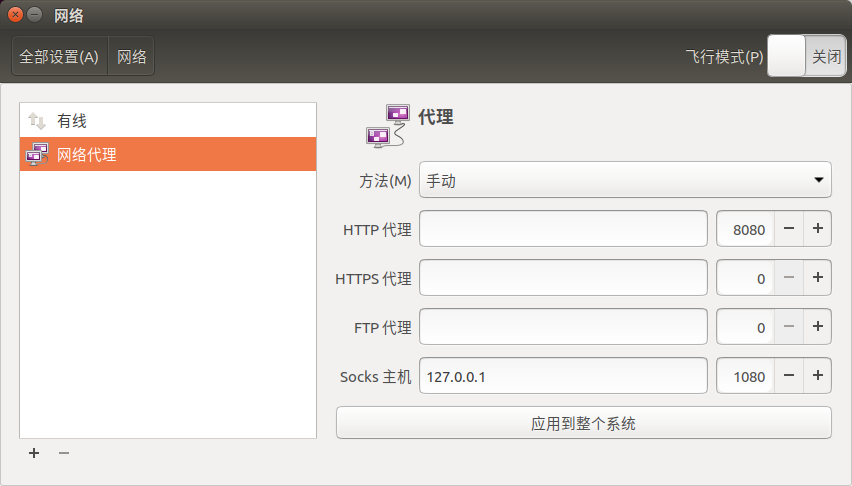 网络
全部设置(A) 网络 飞行模式(P) 关闭
有线
网络代理
代理
方法(M) 手动
HTTP 代理 8080 − +
HTTPS 代理 0 − +
FTP 代理 0 − +
Socks 主机 127.0.0.1 1080 − +
应用到整个系统
+ −